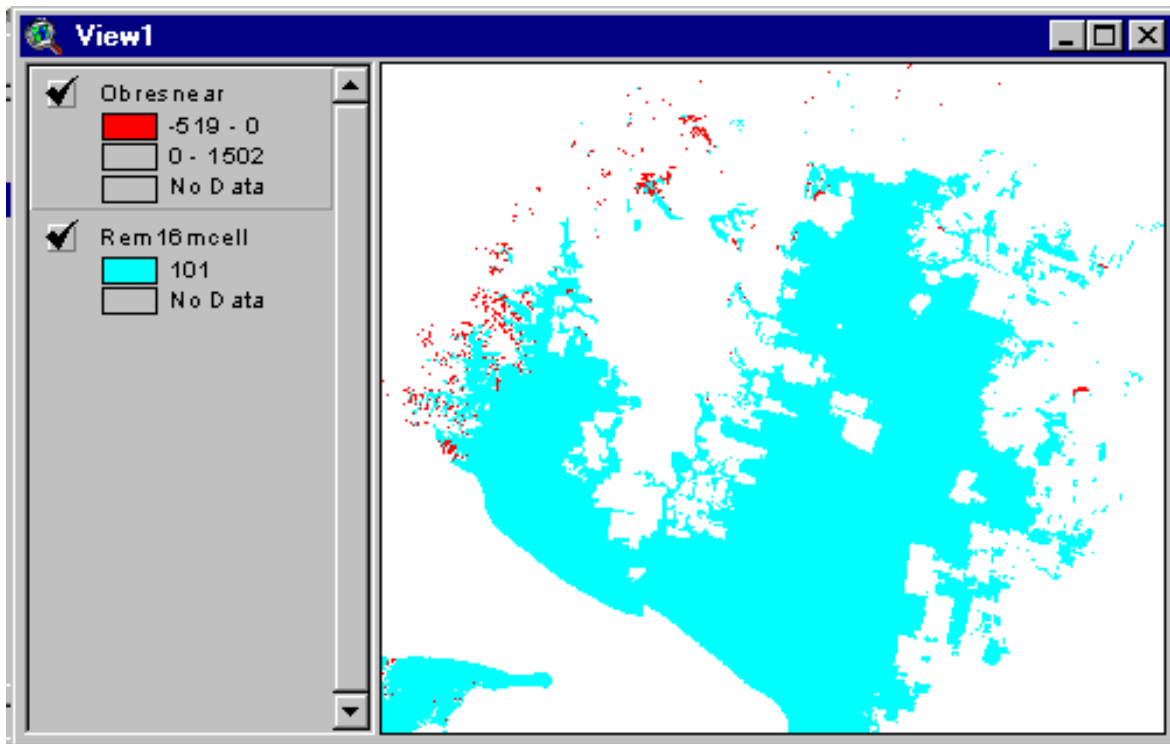 View1
Obresnear
-519 - 0
0 - 1502
No Data
Rem16mcell
101
No Data